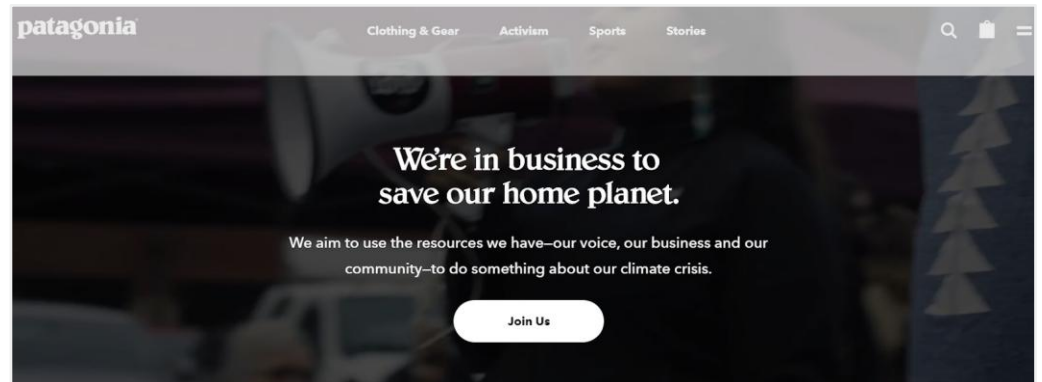 patagonia
Clothing & Gear Activism Sports Stories
We're in business to
save our home planet.
We aim to use the resources we have—our voice, our business and our
community—to do something about our climate crisis.
Join Us